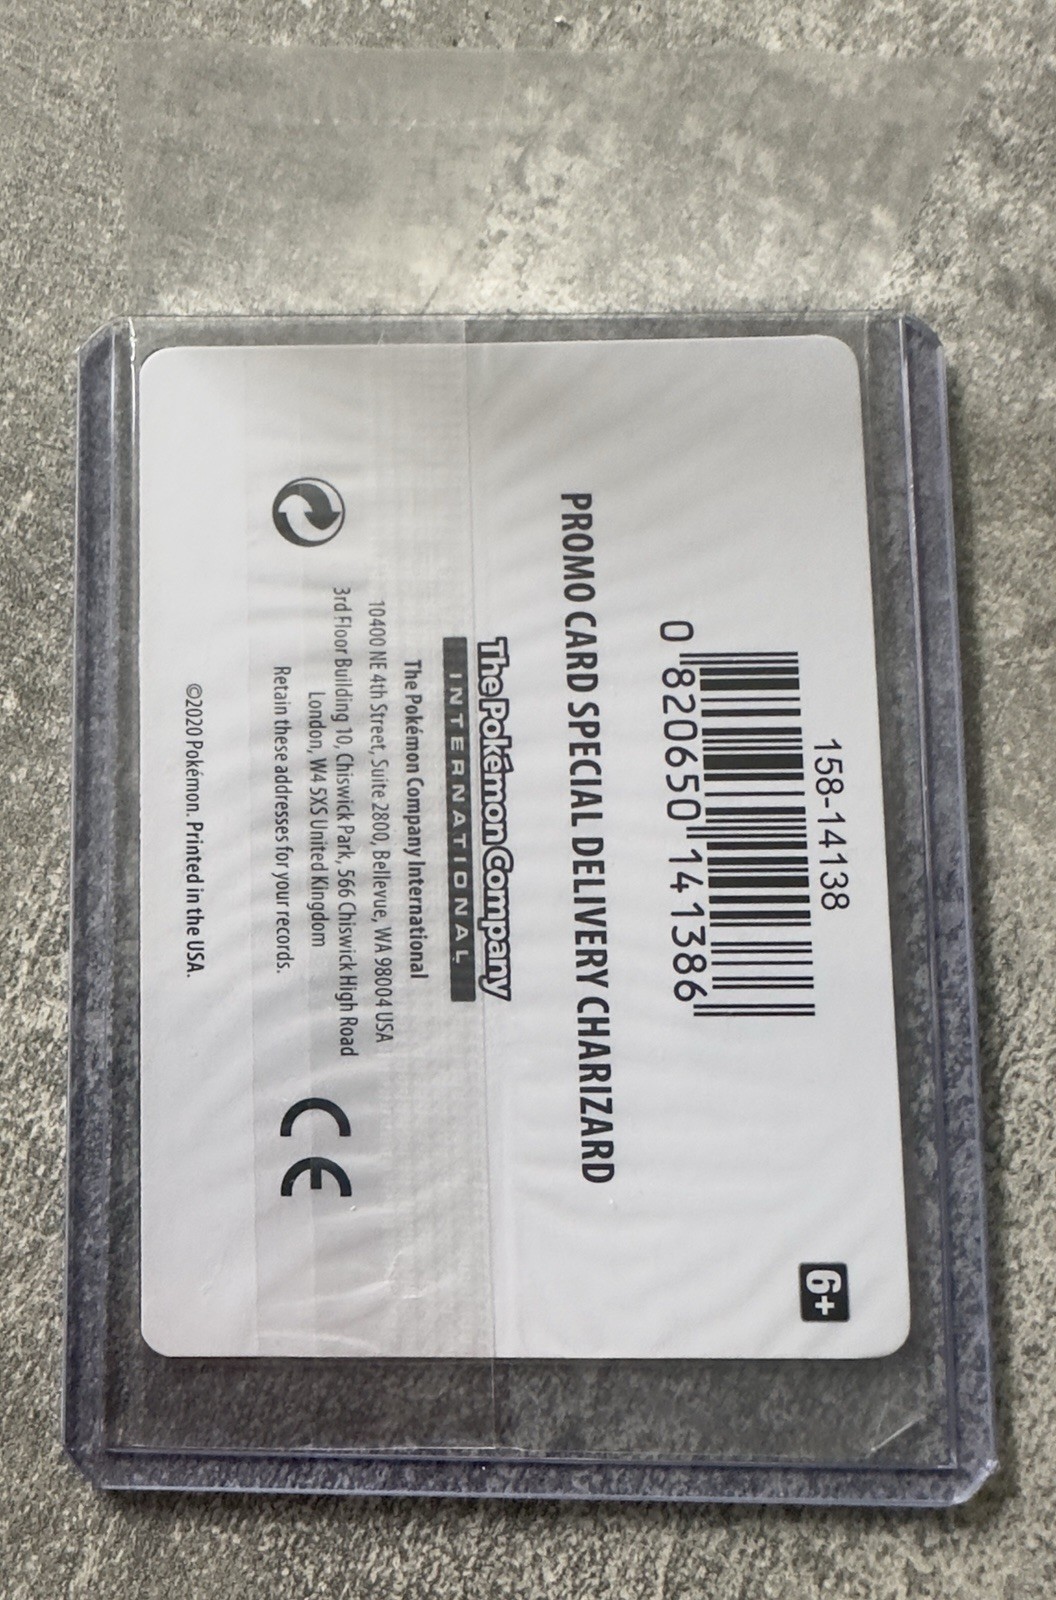 158-14138
0 820650 141386
6+
PROMO CARD SPECIAL DELIVERY CHARIZARD
The Pokémon Company
INTERNATIONAL
The Pokémon Company International
10400 NE 4th Street, Suite 2800, Bellevue, WA 98004 USA
3rd Floor Building 10, Chiswick Park, 566 Chiswick High Road
London, W4 5XS United Kingdom
Retain these addresses for your records.
CE
©2020 Pokémon. Printed in the USA.